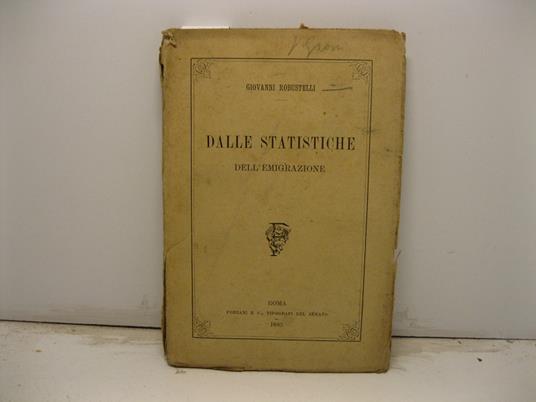 GIOVANNI ROBUSTELLI
DALLE STATISTICHE
DELL'EMIGRAZIONE
ROMA
FORZANI E C., TIPOGRAFI DEL SENATO